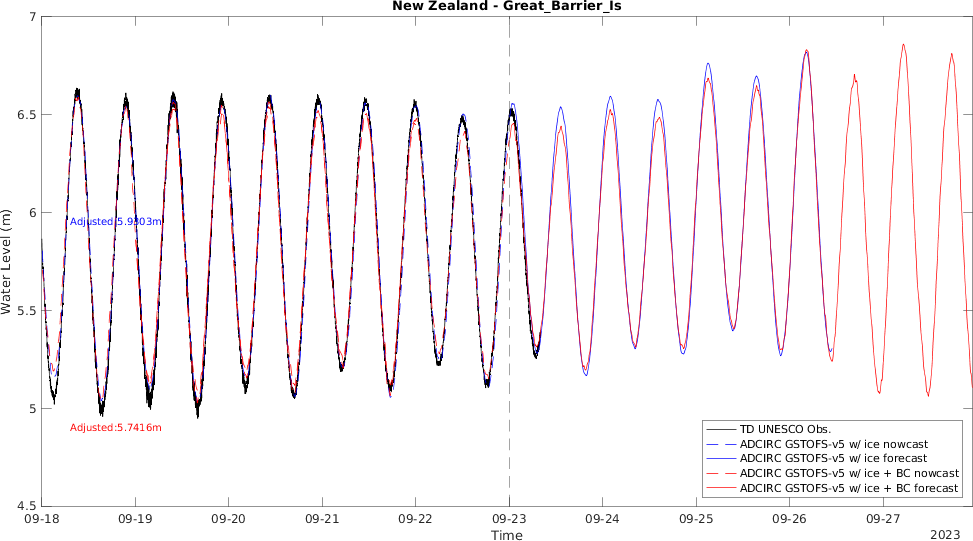 New Zealand - Great_Barrier_Is
7
6.5
6
5.5
5
4.5
Water Level (m)
Adjusted:5.9303m
Adjusted:5.7416m
TD UNESCO Obs.
ADCIRC GSTOFS-v5 w/ ice nowcast
ADCIRC GSTOFS-v5 w/ ice forecast
ADCIRC GSTOFS-v5 w/ ice + BC nowcast
ADCIRC GSTOFS-v5 w/ ice + BC forecast
09-18 09-19 09-20 09-21 09-22 09-23 09-24 09-25 09-26 09-27
Time
2023